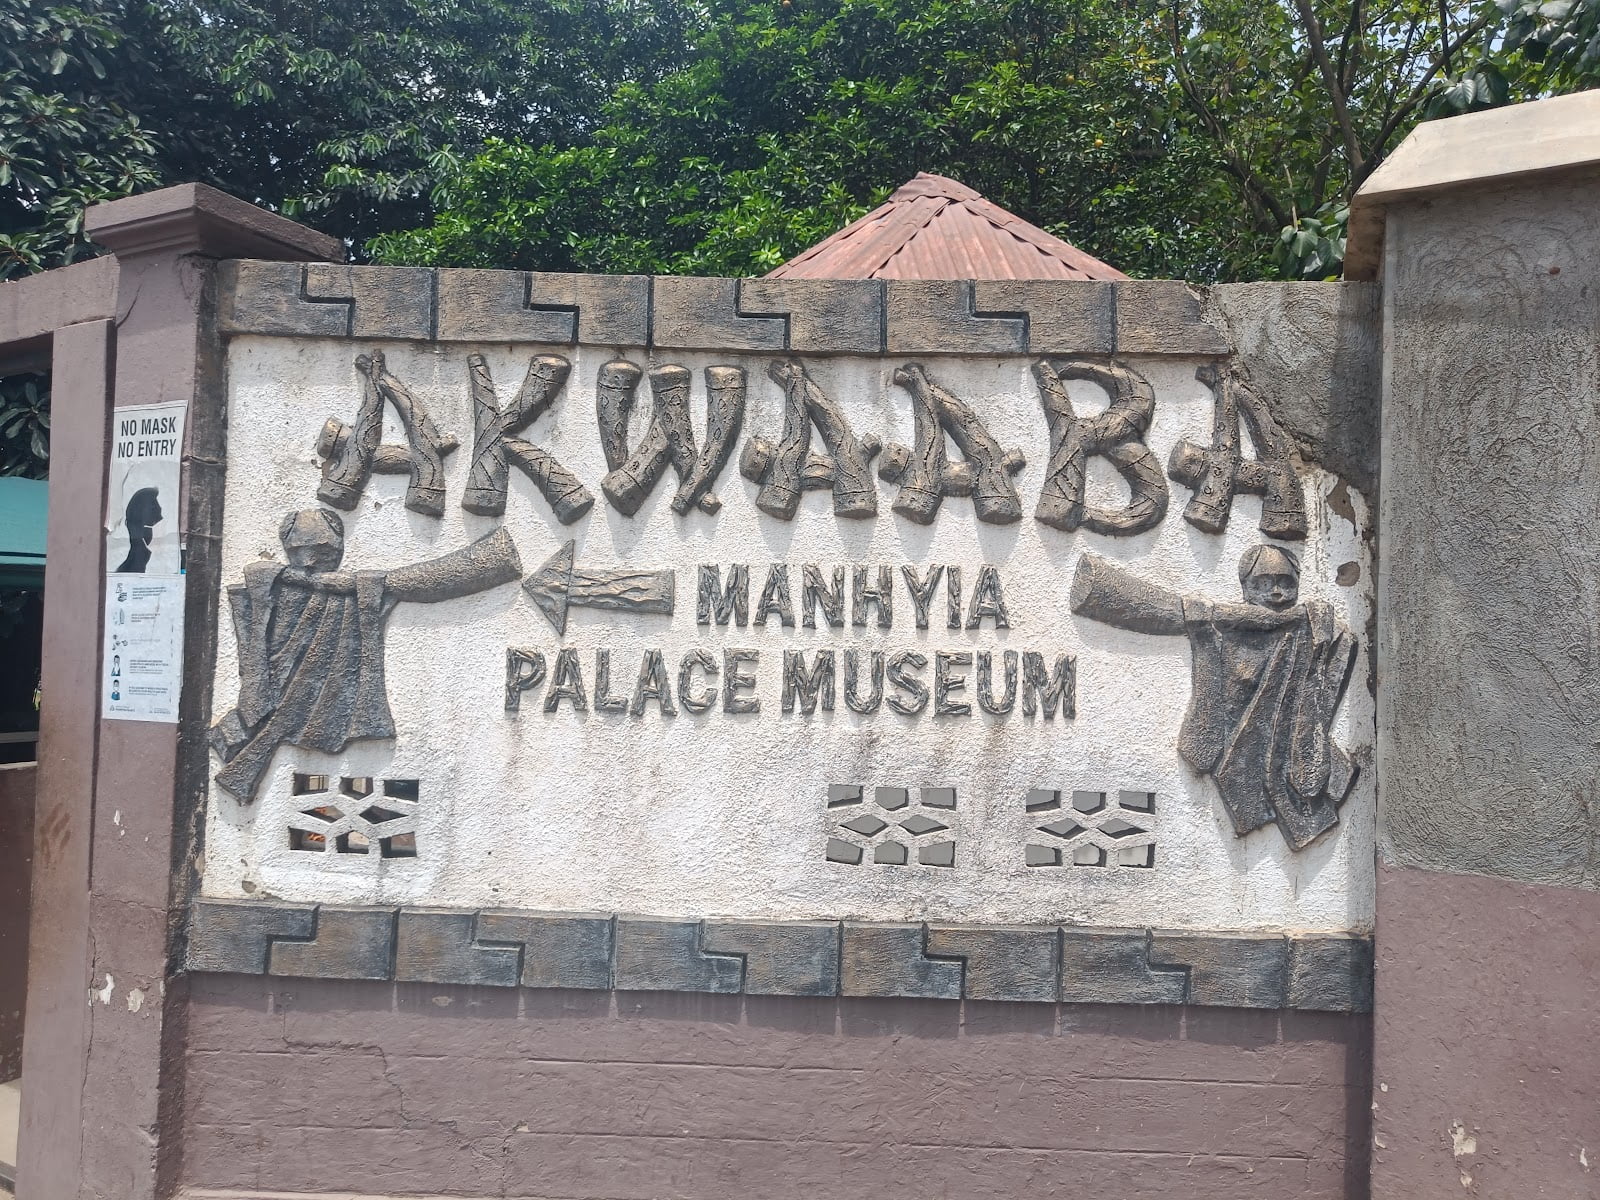 AKWAABA
MANHYIA
PALACE MUSEUM
NO MASK
NO ENTRY